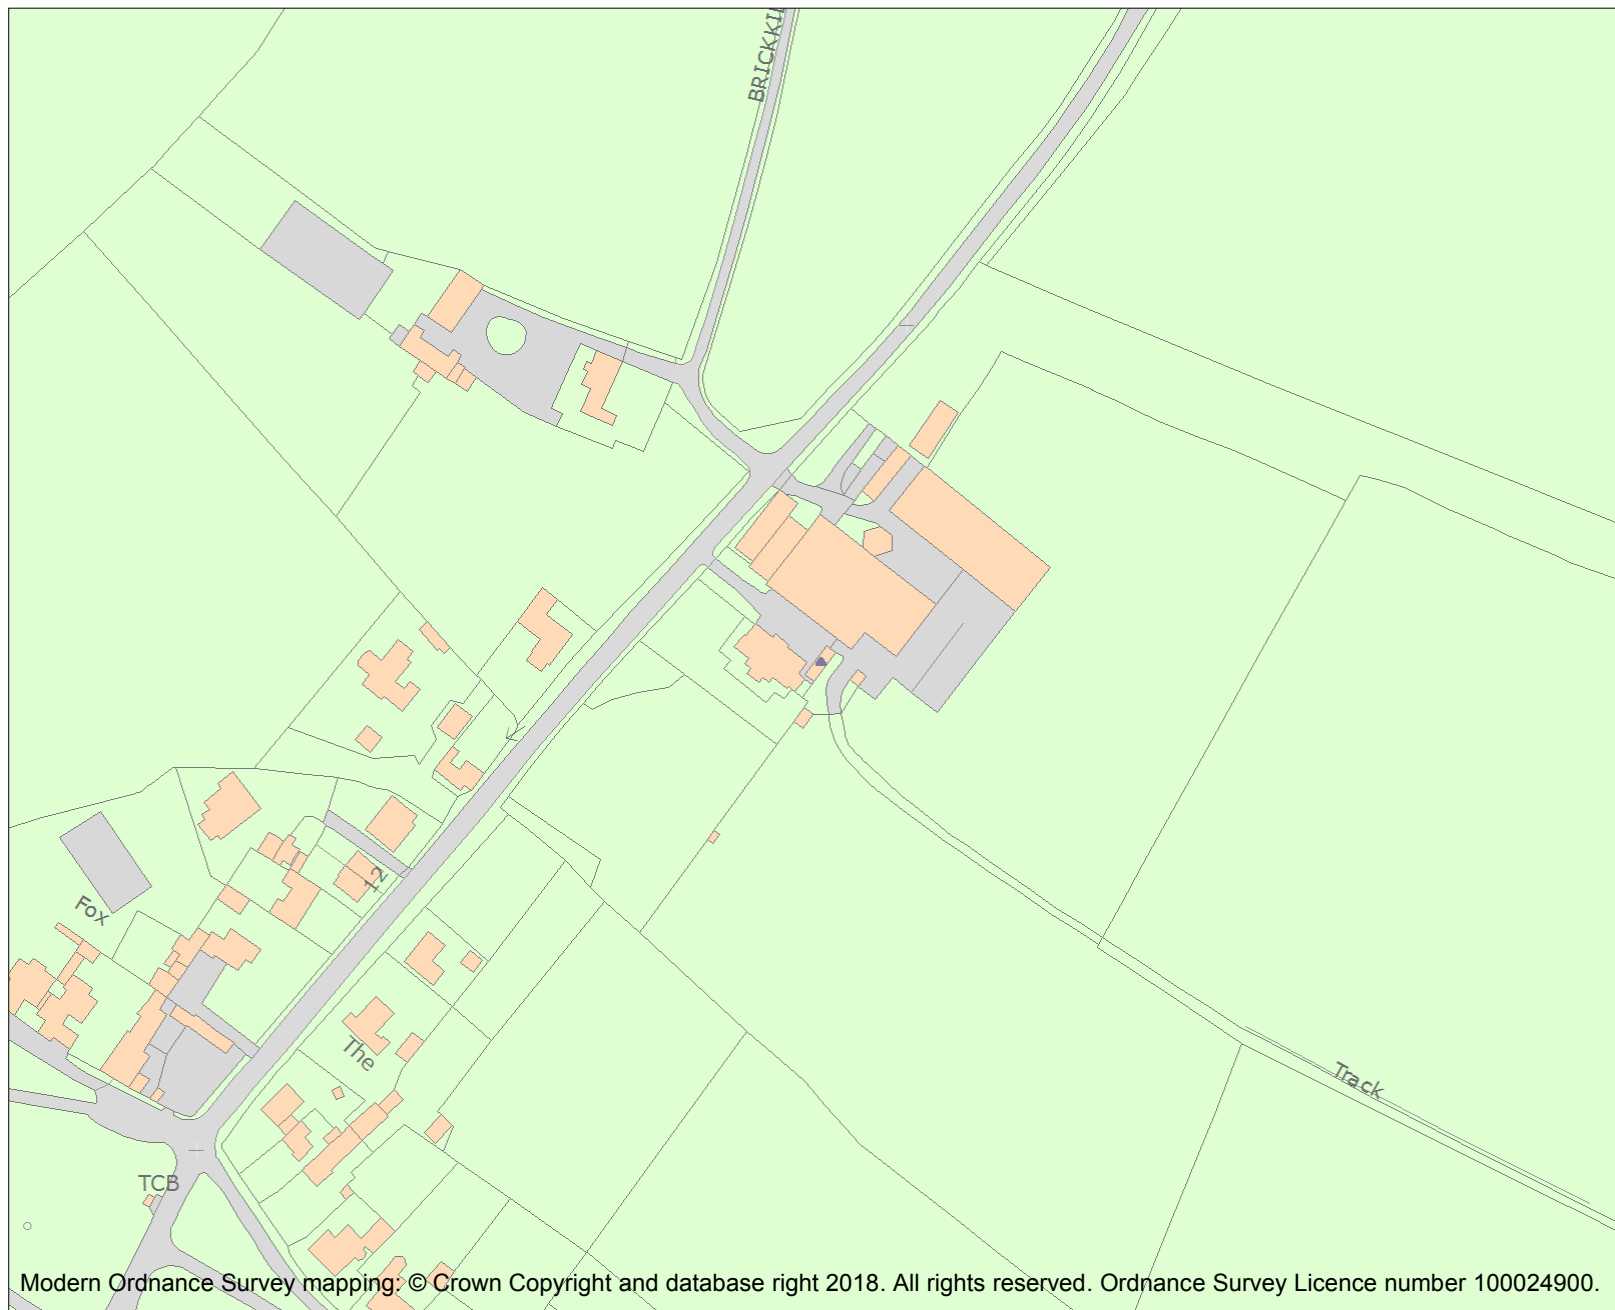 BRICKKIL
12
Fox
The
Track
TCB
Modern Ordnance Survey mapping: © Crown Copyright and database right 2018. All rights reserved. Ordnance Survey Licence number 100024900.